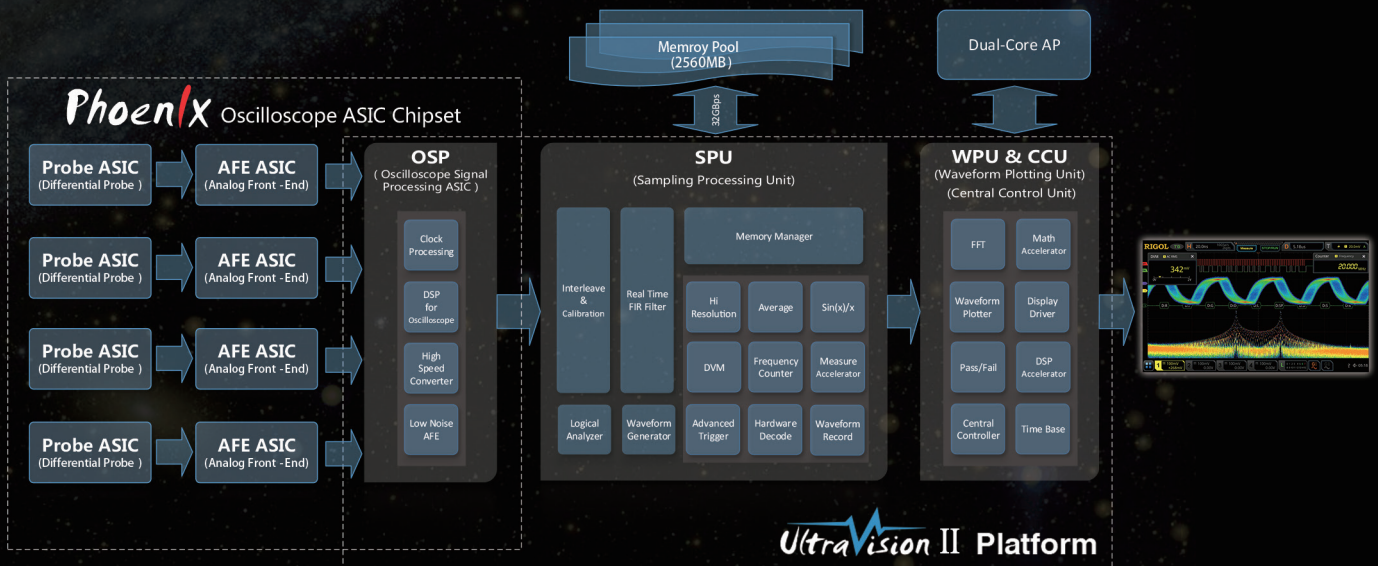 Memroy Pool
(2560MB)
Dual-Core AP
32GBps
PhoenIx Oscilloscope ASIC Chipset
Probe ASIC
(Differential Probe )
AFE ASIC
(Analog Front -End)
Probe ASIC
(Differential Probe )
AFE ASIC
(Analog Front -End)
Probe ASIC
(Differential Probe )
AFE ASIC
(Analog Front -End)
Probe ASIC
(Differential Probe )
AFE ASIC
(Analog Front -End)
OSP
( Oscilloscope Signal
Processing ASIC )
Clock
Processing
DSP
for
Oscilloscope
High
Speed
Converter
Low Noise
AFE
SPU
(Sampling Processing Unit)
Interleave
&
Calibration
Real Time
FIR Filter
Memory Manager
Hi
Resolution
Average
Sin(x)/x
DVM
Frequency
Counter
Measure
Accelerator
Logical
Analyzer
Waveform
Generator
Advanced
Trigger
Hardware
Decode
Waveform
Record
WPU & CCU
(Waveform Plotting Unit)
(Central Control Unit)
FFT
Math
Accelerator
Waveform
Plotter
Display
Driver
Pass/Fail
DSP
Accelerator
Central
Controller
Time Base
RIGOL
342
20.000
UltraVision II Platform